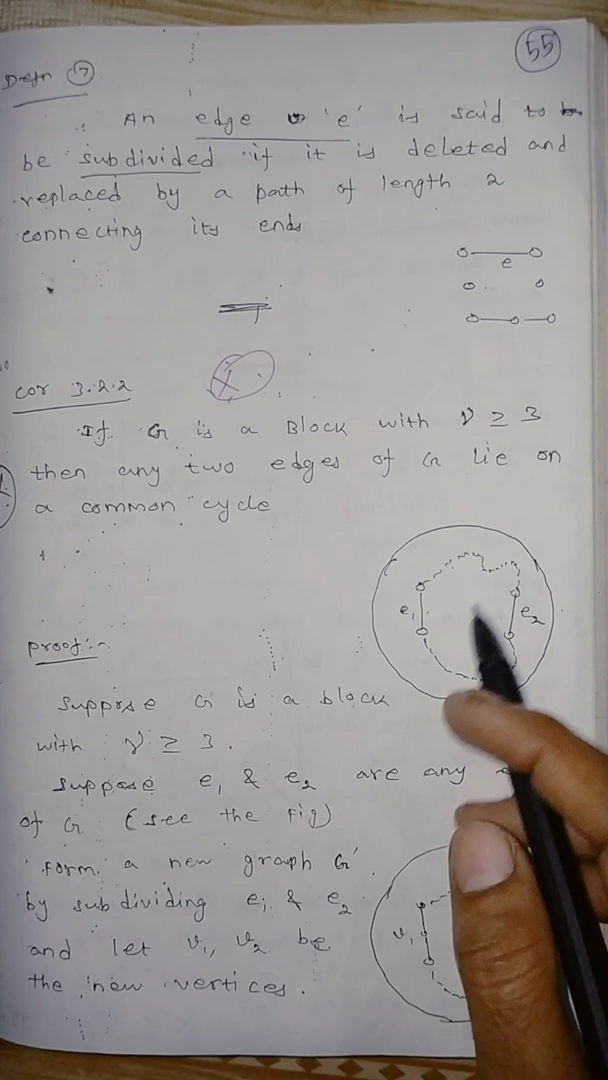 55
Defn 7
An edge 'e' is said to
be subdivided if it is deleted and
replaced by a path of length 2
connecting its ends
e
Cor 3.2.2
If G is a Block with ν ≥ 3
then any two edges of G lie on
a common cycle
e₁
e₂
Proof:-
Suppose G is a block
with ν ≥ 3.
Suppose e₁ & e₂ are any
of G (see the Fig)
Form a new graph G'
by subdividing e₁ & e₂
v₁
and let v₁, v₂ be
the new vertices.